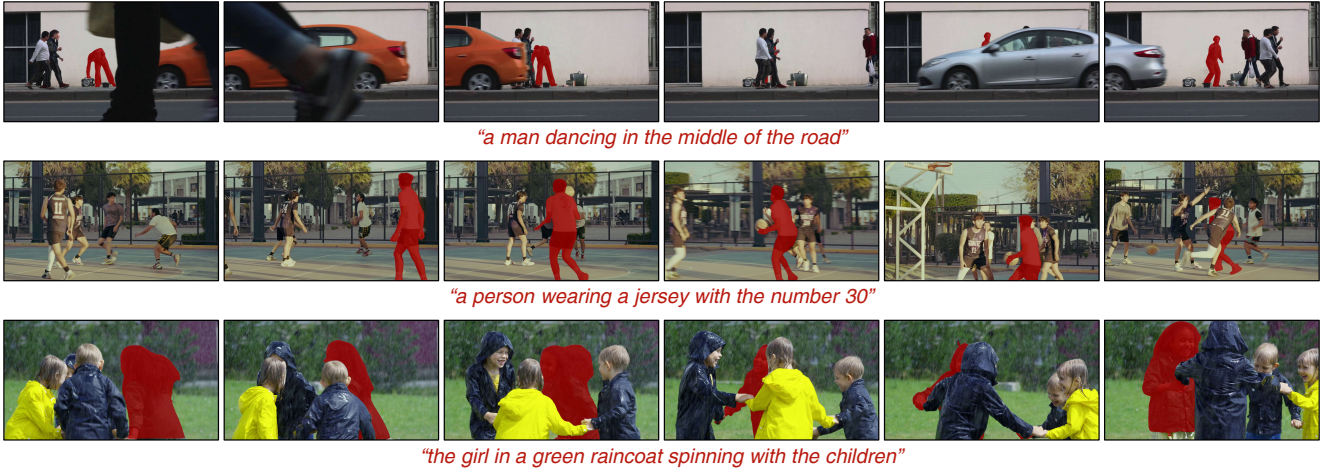 “a man dancing in the middle of the road”
“a person wearing a jersey with the number 30”
“the girl in a green raincoat spinning with the children”